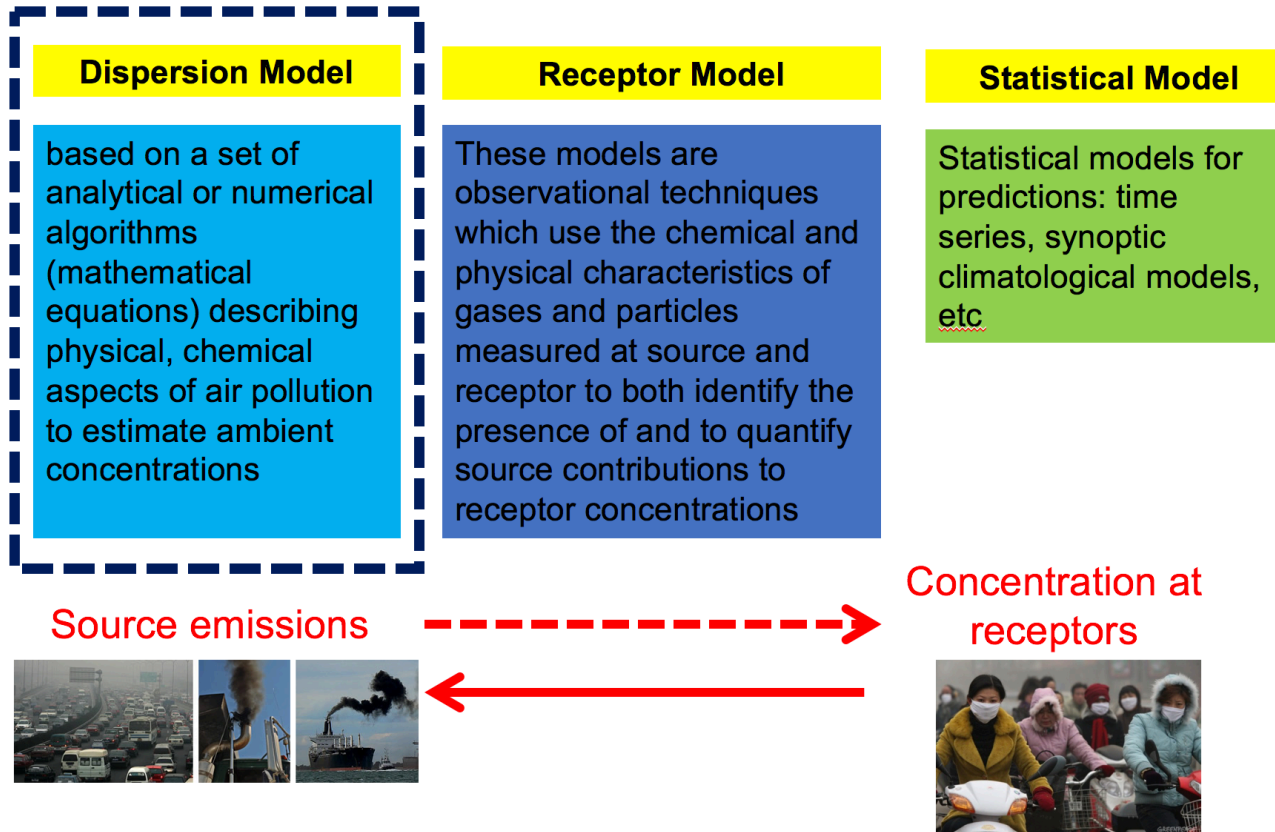 Dispersion Model
based on a set of
analytical or numerical
algorithms
(mathematical
equations) describing
physical, chemical
aspects of air pollution
to estimate ambient
concentrations
Receptor Model
These models are
observational techniques
which use the chemical and
physical characteristics of
gases and particles
measured at source and
receptor to both identify the
presence of and to quantify
source contributions to
receptor concentrations
Statistical Model
Statistical models for
predictions: time
series, synoptic
climatological models,
etc
Source emissions
Concentration at
receptors